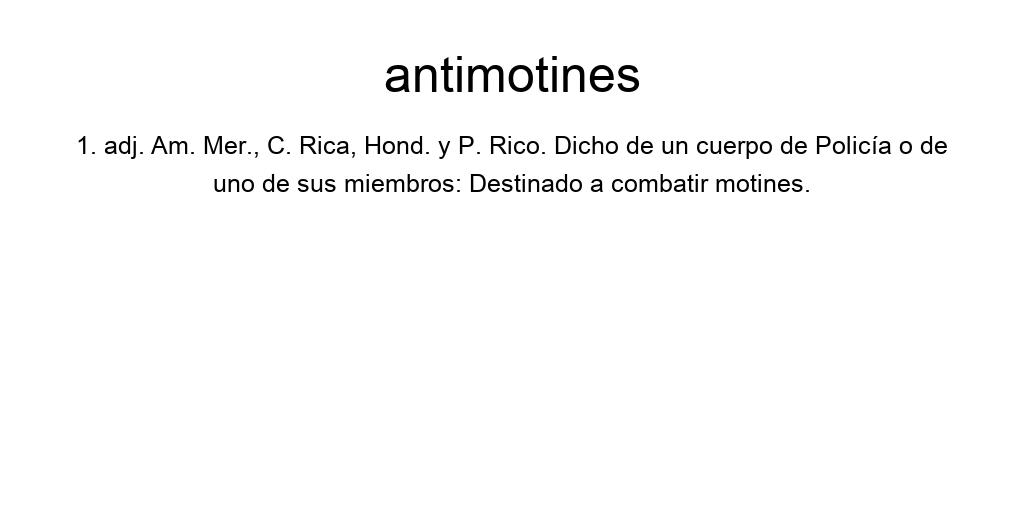 antimotines
1. adj. Am. Mer., C. Rica, Hond. y P. Rico. Dicho de un cuerpo de Policía o de
uno de sus miembros: Destinado a combatir motines.